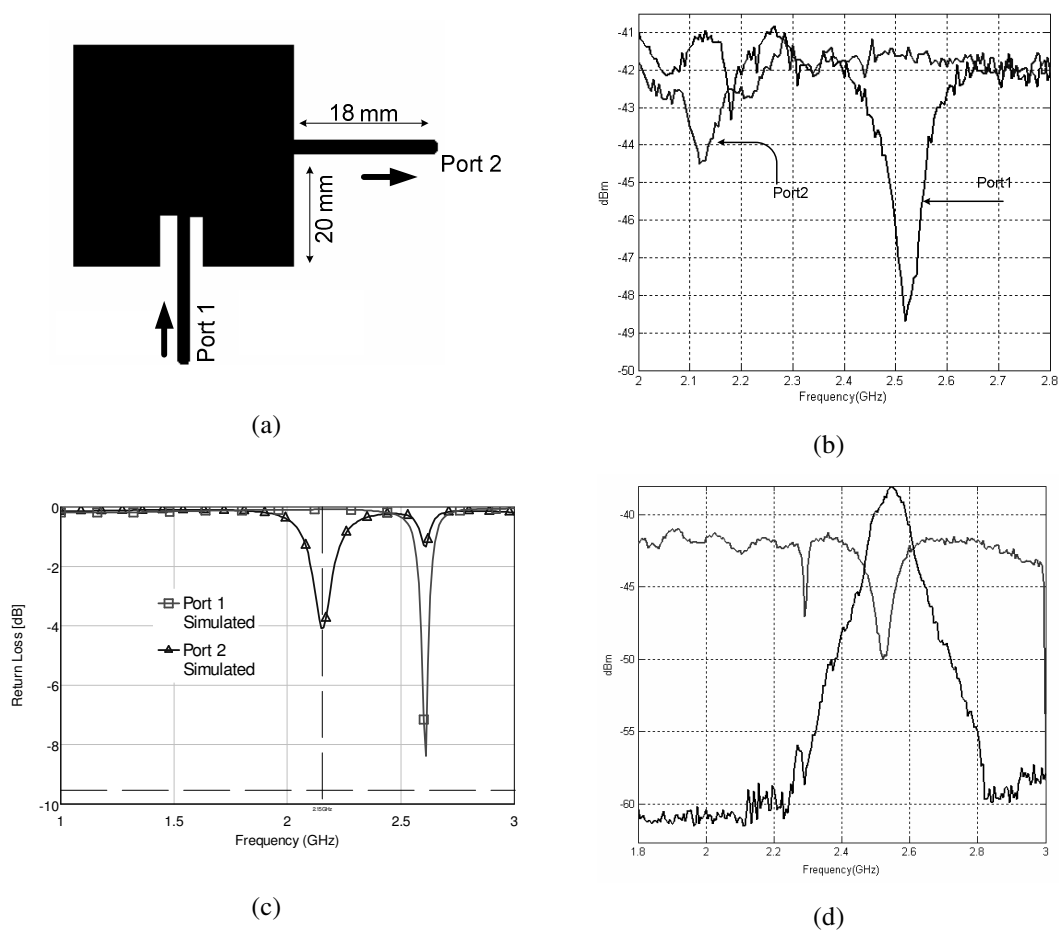 18 mm
Port 2
20 mm
Port 1
(a)
-41
-42
-43
-44
-45
-46
-47
-48
-49
-50
dBm
Port2
Port1
2 2.1 2.2 2.3 2.4 2.5 2.6 2.7 2.8
Frequency(GHz)
(b)
0
-2
-4
-6
-8
-10
Return Loss [dB]
Port 1
Simulated
Port 2
Simulated
2.15GHz
1 1.5 2 2.5 3
Frequency (GHz)
(c)
-40
-45
-50
-55
-60
dBm
1.8 2 2.2 2.4 2.6 2.8 3
Frequency(GHz)
(d)